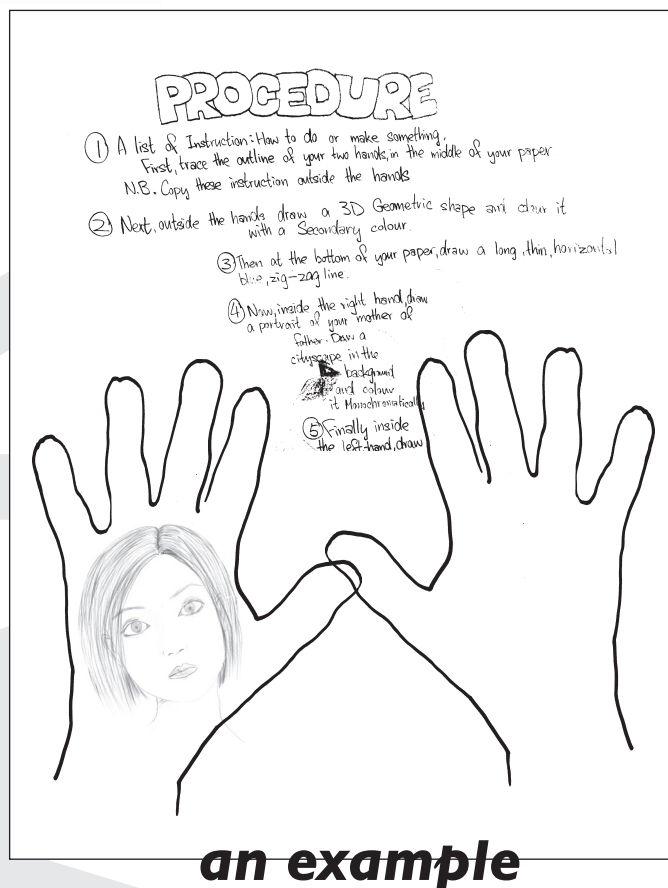 PROCEDURE
① A list of Instruction: How to do or make something.
First, trace the outline of your two hands, in the middle of your paper
N.B. Copy these instruction outside the hands
② Next, outside the hands draw a 3D Geometric shape and colour it
with a Secondary colour.
③ Then at the bottom of your paper, draw a long, thin, horizontal
blue, zig-zag line.
④ Now, inside the right hand, draw
a portrait of your mother of
father. Draw a
cityscape in the
background
and colour
it Monochromatically
⑤ Finally inside
the left hand, draw
an example